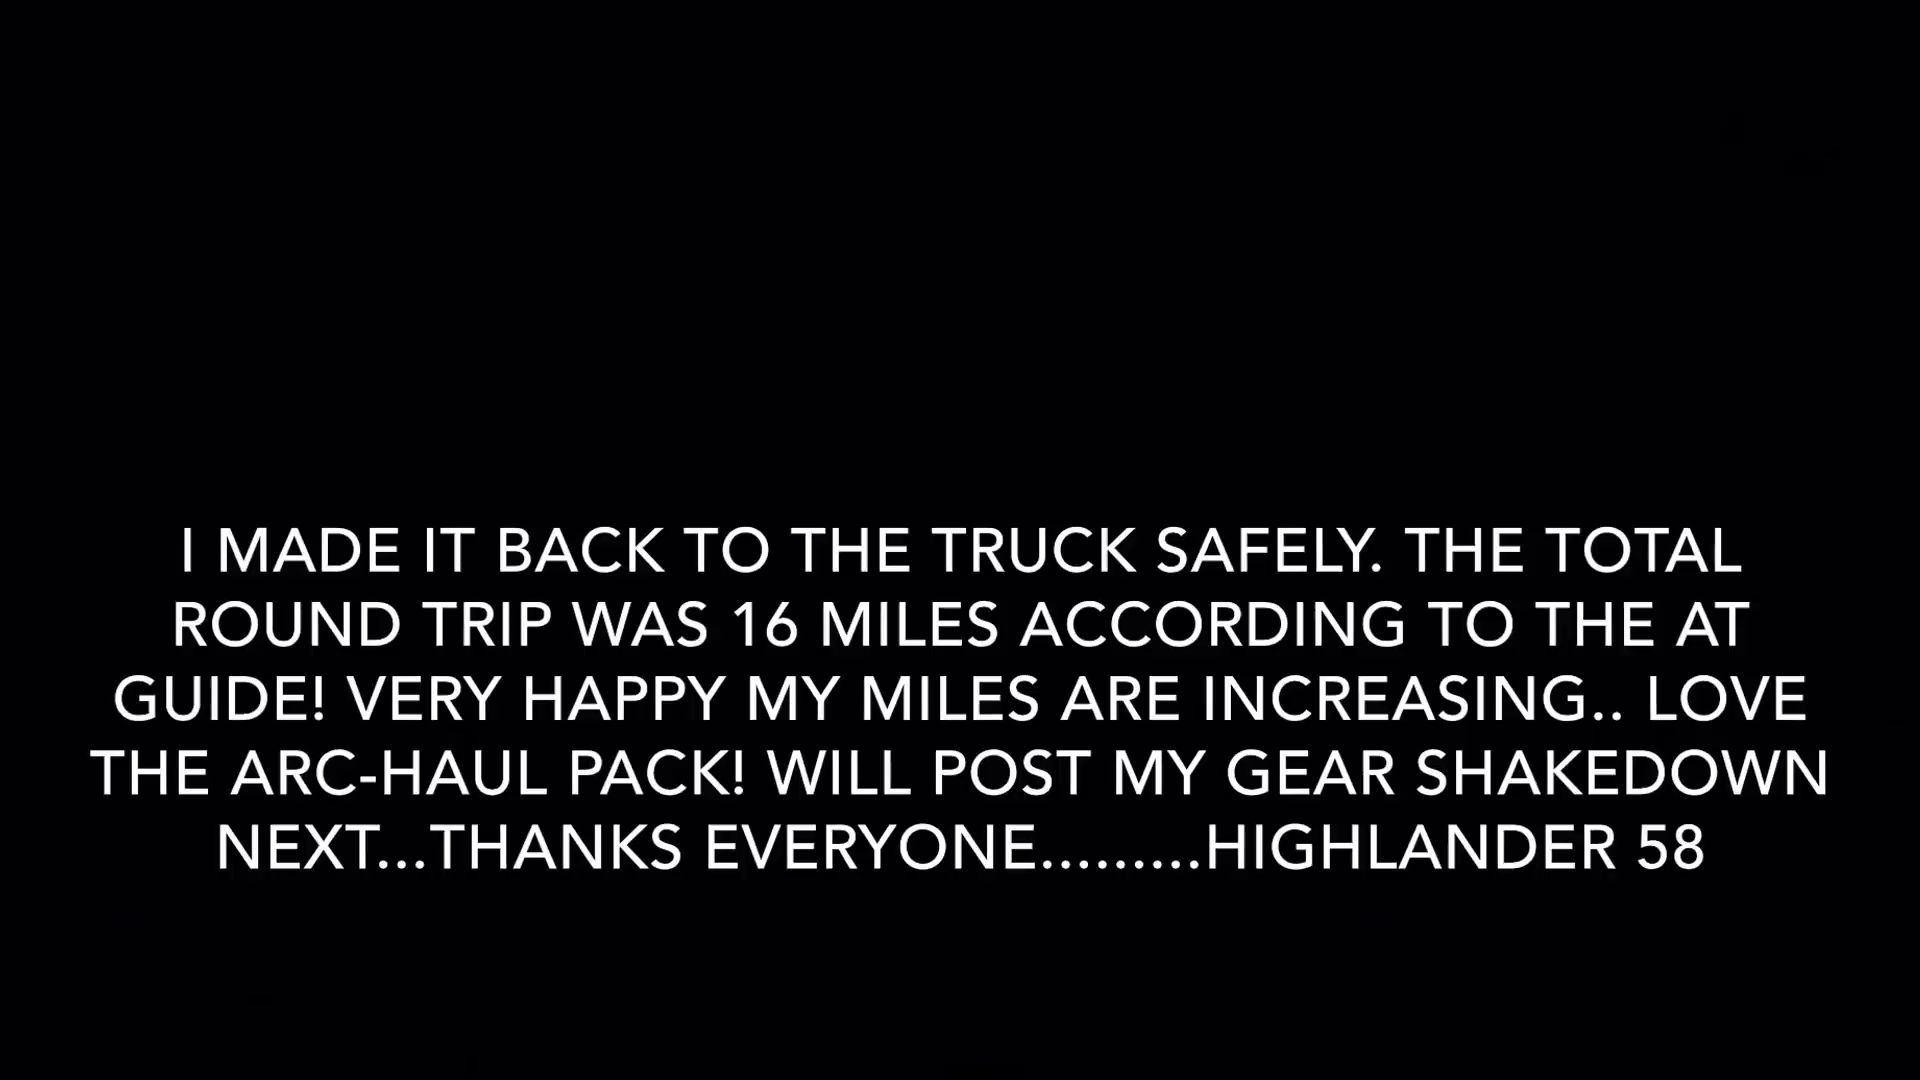 I MADE IT BACK TO THE TRUCK SAFELY. THE TOTAL
ROUND TRIP WAS 16 MILES ACCORDING TO THE AT
GUIDE! VERY HAPPY MY MILES ARE INCREASING.. LOVE
THE ARC-HAUL PACK! WILL POST MY GEAR SHAKEDOWN
NEXT...THANKS EVERYONE.........HIGHLANDER 58